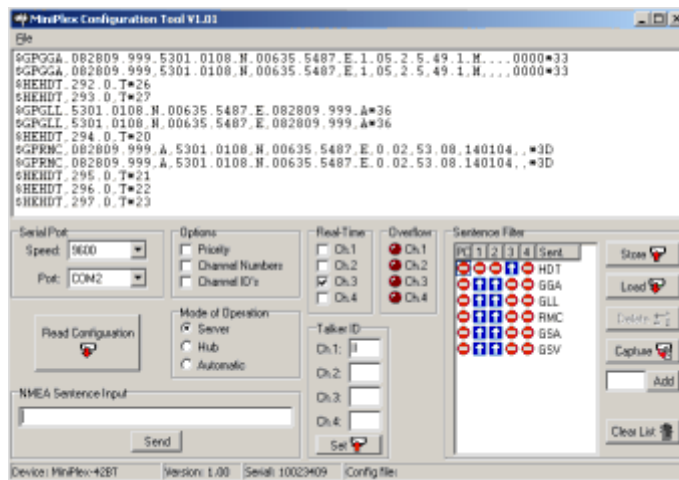 MiniPlex Configuration Tool V1.01
File
$GPGGA,082809.999,5301.0108,N,00635.5487,E,1,05,2.5,49.1,M,,,,0000*33
$GPGGA,082809.999,5301.0108,N,00635.5487,E,1,05,2.5,49.1,M,,,,0000*33
$HEHDT,292.0,T*26
$HEHDT,293.0,T*27
$GPGLL,5301.0108,N,00635.5487,E,082809.999,A*36
$GPGLL,5301.0108,N,00635.5487,E,082809.999,A*36
$HEHDT,294.0,T*20
$GPRMC,082809.999,A,5301.0108,N,00635.5487,E,0.02,53.08,140104,,*3D
$GPRMC,082809.999,A,5301.0108,N,00635.5487,E,0.02,53.08,140104,,*3D
$HEHDT,295.0,T*21
$HEHDT,296.0,T*22
$HEHDT,297.0,T*23
Serial Port
Speed: 9600
Port: COM2
Read Configuration
Options
Priority
Channel Numbers
Channel ID's
Mode of Operation
Server
Hub
Automatic
Real-Time
Ch.1
Ch.2
Ch.3
Ch.4
Overflow
Ch.1
Ch.2
Ch.3
Ch.4
Talker ID
Ch.1: II
Ch.2:
Ch.3:
Ch.4:
Set
Sentence Filter
PC 1 2 3 4 Sent.
HDT
GGA
GLL
RMC
GSA
GSV
Store
Load
Delete
Capture
Add
Clear List
NMEA Sentence Input
Send
Device: MiniPlex-42BT Version: 1.00 Serial: 10023409 Config file: